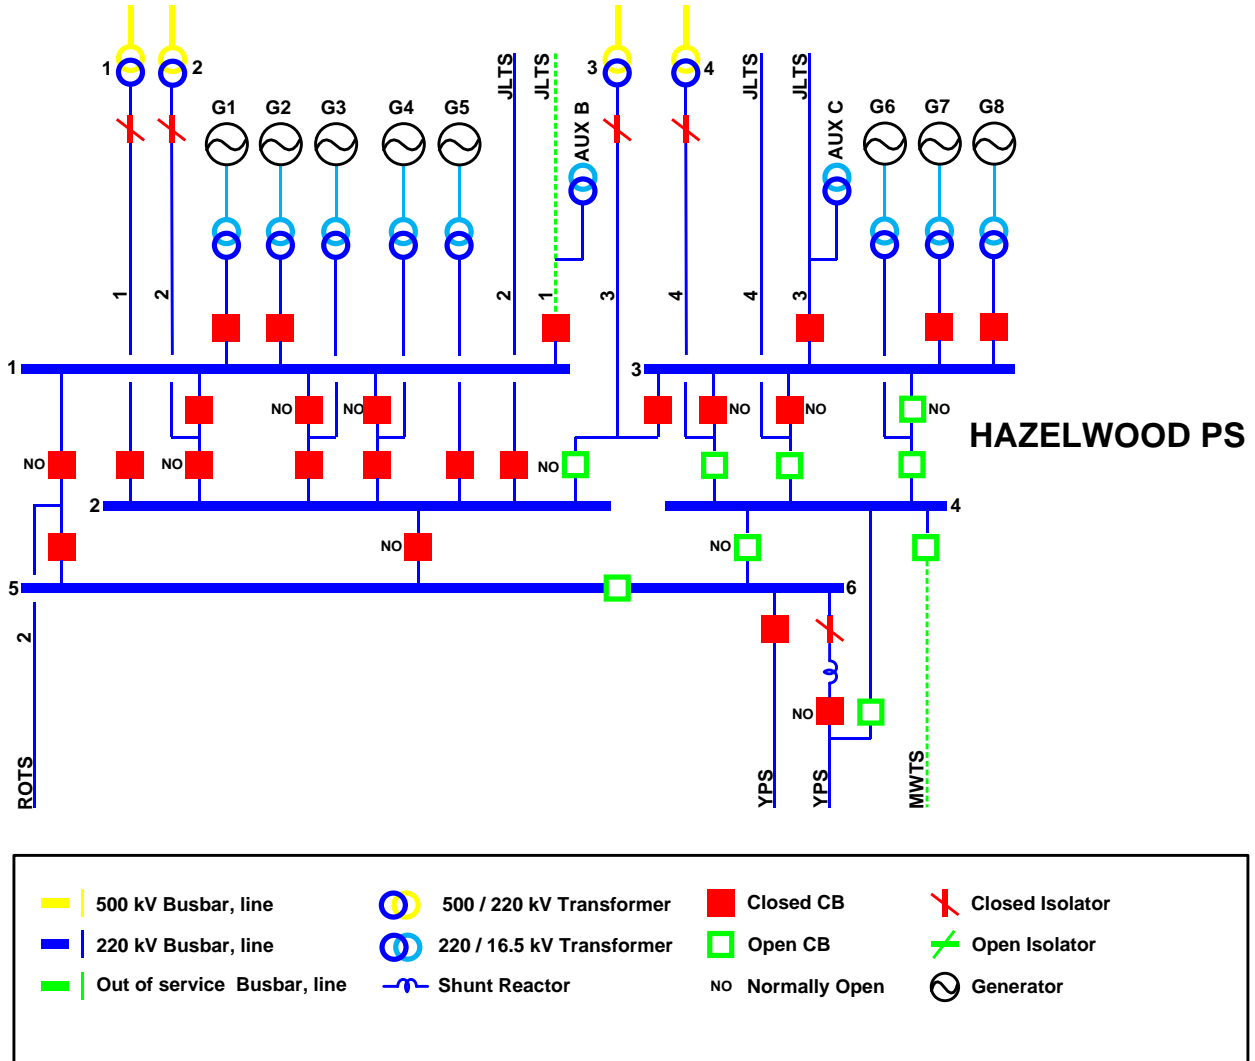 1 2 3 4
JLTS JLTS JLTS JLTS
G1 G2 G3 G4 G5 AUX B AUX C G6 G7 G8
1 2 2 1 3 4 4 3
1 3
NO NO NO NO NO
HAZELWOOD PS
NO NO NO
2 4
NO NO
5 6
2
NO
ROTS YPS YPS MWTS
500 kV Busbar, line
500 / 220 kV Transformer
Closed CB
Closed Isolator
220 kV Busbar, line
220 / 16.5 kV Transformer
Open CB
Open Isolator
Out of service Busbar, line
Shunt Reactor
NO Normally Open
Generator